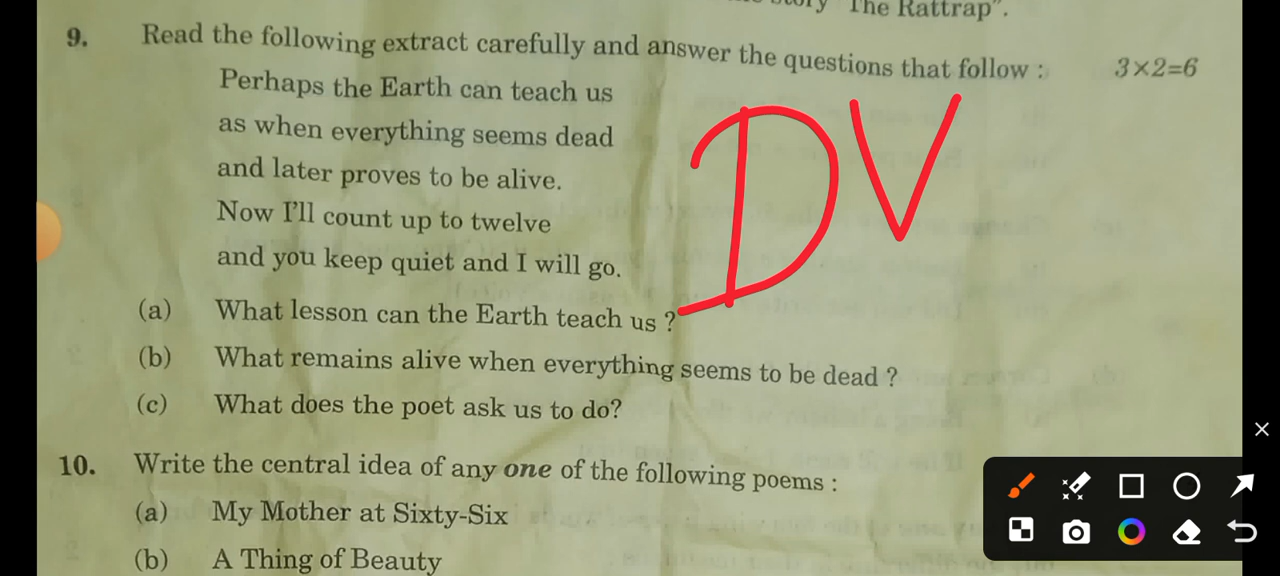 story "The Rattrap".
9. Read the following extract carefully and answer the questions that follow : 3×2=6
Perhaps the Earth can teach us
as when everything seems dead
and later proves to be alive.
Now I'll count up to twelve
and you keep quiet and I will go.
DV
(a) What lesson can the Earth teach us ?
(b) What remains alive when everything seems to be dead ?
(c) What does the poet ask us to do?
10. Write the central idea of any one of the following poems :
(a) My Mother at Sixty-Six
(b) A Thing of Beauty